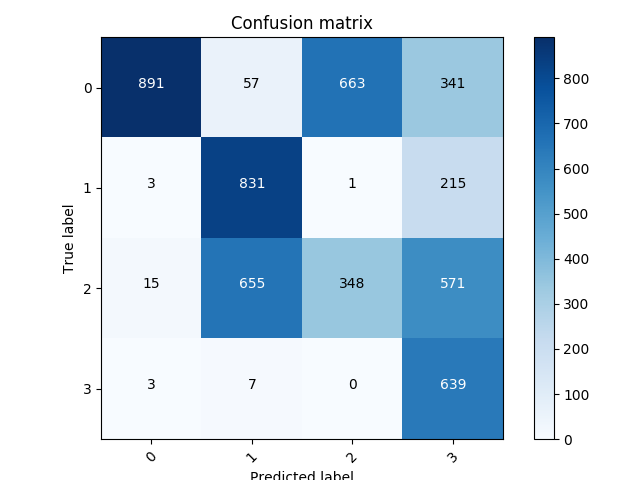 Confusion matrix
True label
0 891 57 663 341
1 3 831 1 215
2 15 655 348 571
3 3 7 0 639
0 1 2 3
Predicted label
800
700
600
500
400
300
200
100
0